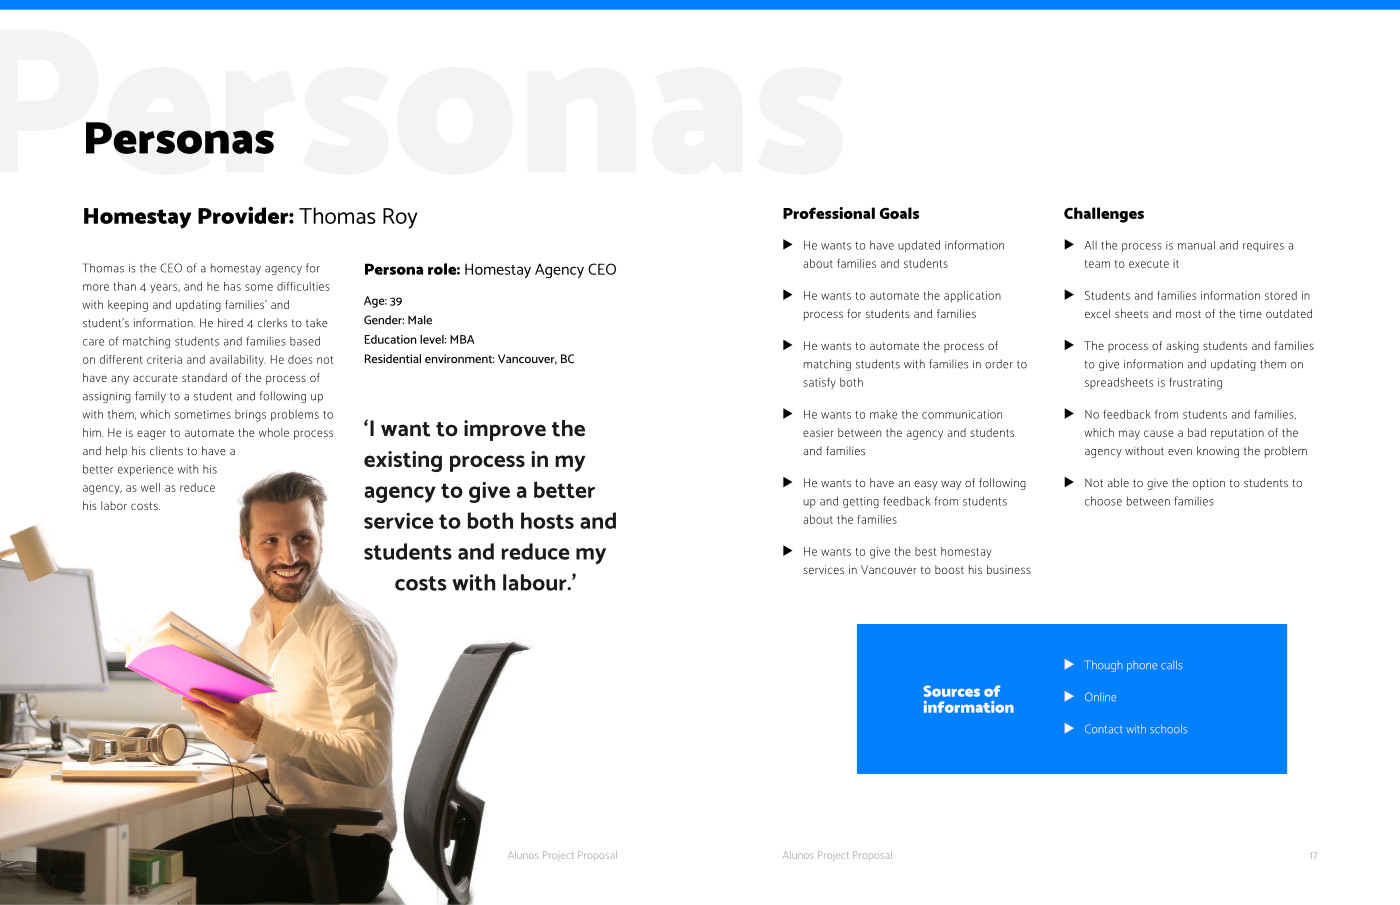 Personas
Personas
Homestay Provider: Thomas Roy
Thomas is the CEO of a homestay agency for
more than 4 years, and he has some difficulties
with keeping and updating families’ and
student’s information. He hired 4 clerks to take
care of matching students and families based
on different criteria and availability. He does not
have any accurate standard of the process of
assigning family to a student and following up
with them, which sometimes brings problems to
him. He is eager to automate the whole process
and help his clients to have a
better experience with his
agency, as well as reduce
his labor costs.
Persona role: Homestay Agency CEO
Age: 39
Gender: Male
Education level: MBA
Residential environment: Vancouver, BC
‘I want to improve the
existing process in my
agency to give a better
service to both hosts and
students and reduce my
costs with labour.’
Alunos Project Proposal
Professional Goals
He wants to have updated information
about families and students
He wants to automate the application
process for students and families
He wants to automate the process of
matching students with families in order to
satisfy both
He wants to make the communication
easier between the agency and students
and families
He wants to have an easy way of following
up and getting feedback from students
about the families
He wants to give the best homestay
services in Vancouver to boost his business
Challenges
All the process is manual and requires a
team to execute it
Students and families information stored in
excel sheets and most of the time outdated
The process of asking students and families
to give information and updating them on
spreadsheets is frustrating
No feedback from students and families,
which may cause a bad reputation of the
agency without even knowing the problem
Not able to give the option to students to
choose between families
Sources of
information
Though phone calls
Online
Contact with schools
Alunos Project Proposal
17